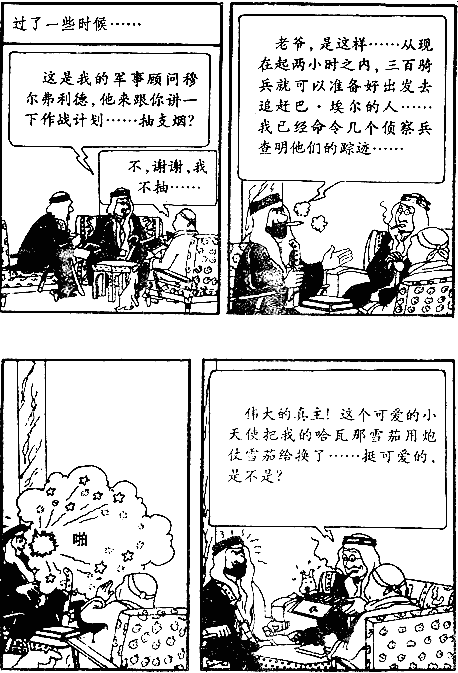 过了一些时候……
这是我的军事顾问穆
尔弗利德，他来跟你讲一
下作战计划……抽支烟？
不，谢谢，我
不抽……
老爷，是这样……从现
在起两小时之内，三百骑
兵就可以准备好出发去
追赶巴·埃尔的人……
我已经命令几个侦察兵
查明他们的踪迹……
啪
伟大的真主！这个可爱的小
天使把我的哈瓦那雪茄用炮
仗雪茄给换了……挺可爱的，
是不是？